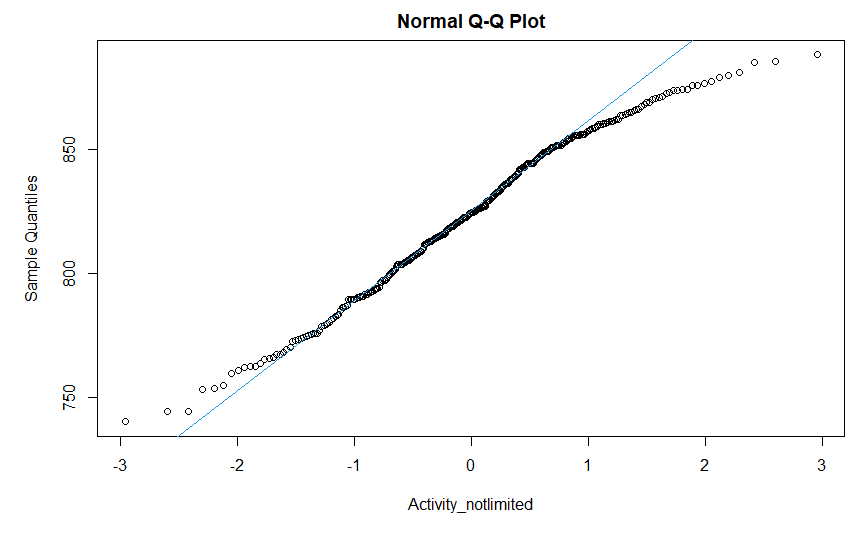 Normal Q-Q Plot
Sample Quantiles
850
800
750
-3 -2 -1 0 1 2 3
Activity_notlimited